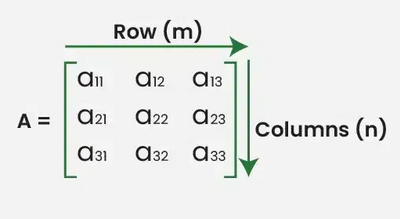 Row (m)
a11 a12 a13
A = a21 a22 a23 Columns (n)
a31 a32 a33